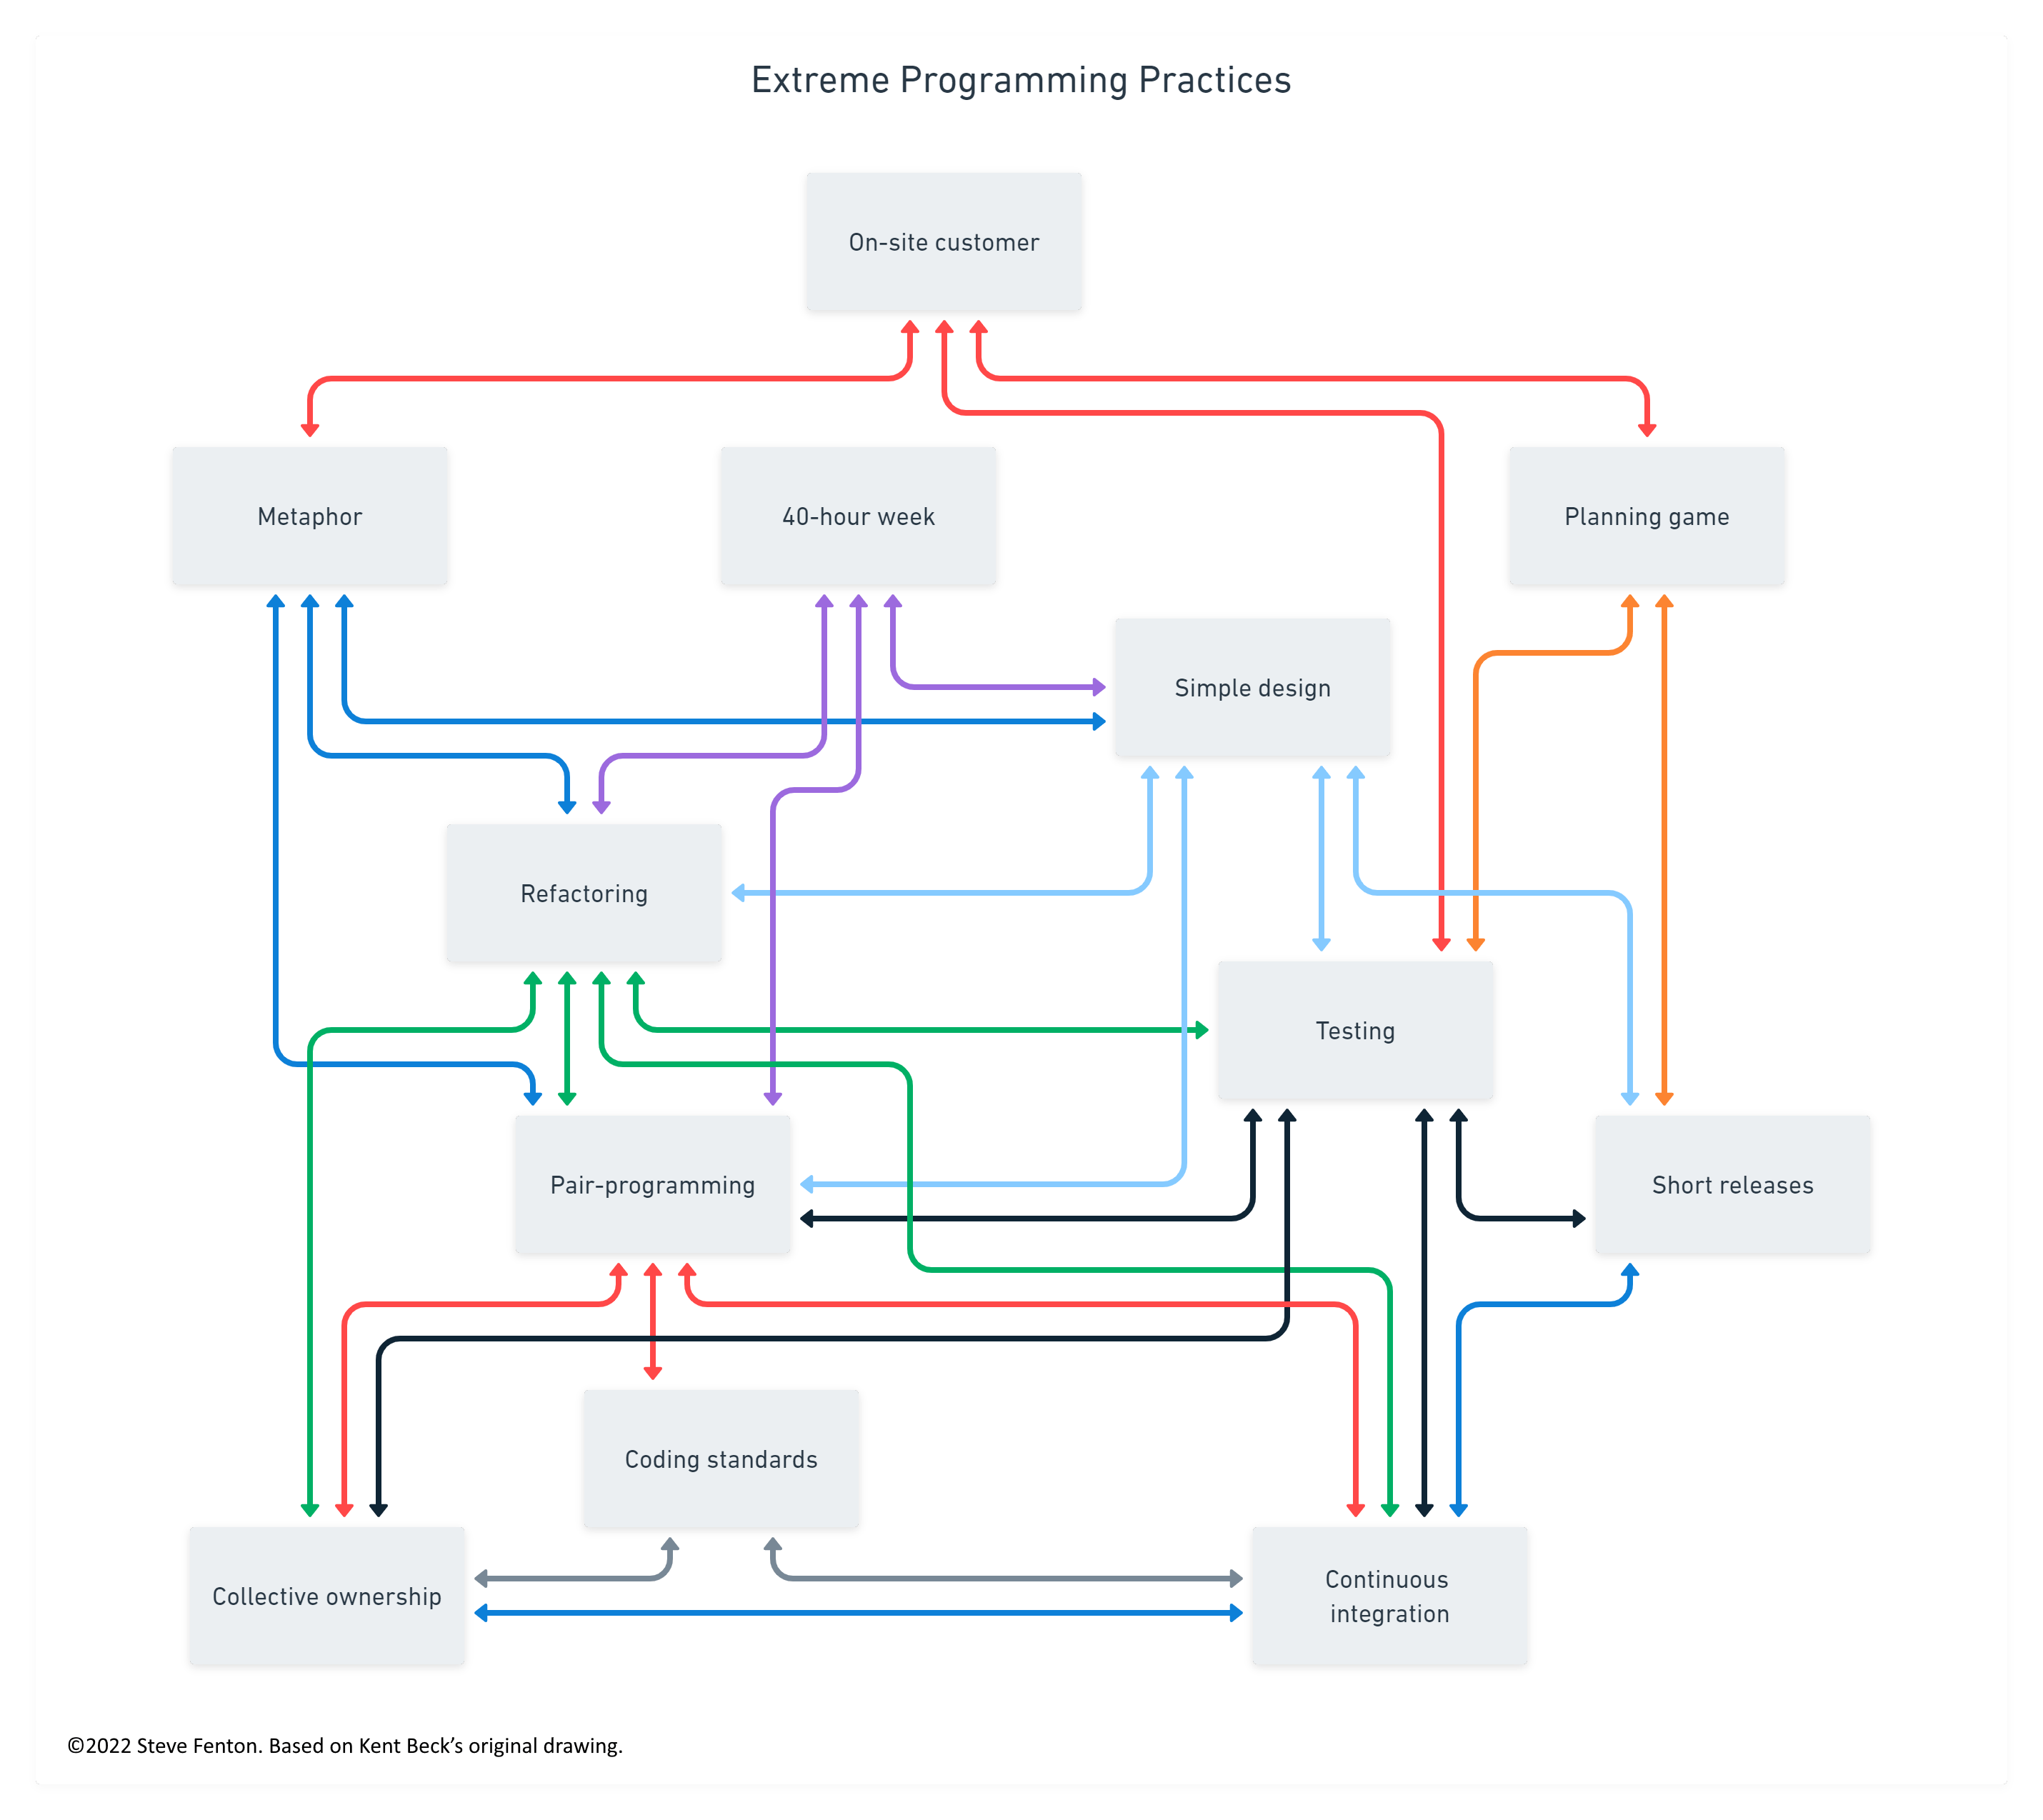 Extreme Programming Practices
On-site customer
Metaphor
40-hour week
Planning game
Simple design
Refactoring
Testing
Pair-programming
Short releases
Coding standards
Collective ownership
Continuous
integration
©2022 Steve Fenton. Based on Kent Beck’s original drawing.